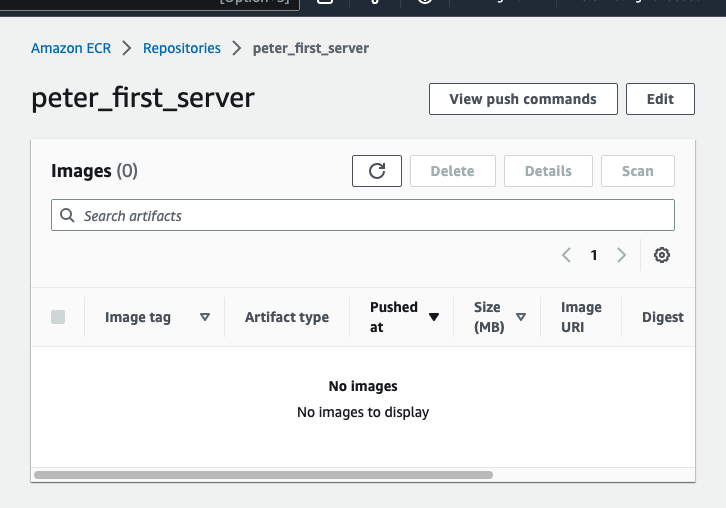 [Option+S]
Amazon ECR > Repositories > peter_first_server
peter_first_server
View push commands
Edit
Images (0)
Delete
Details
Scan
Search artifacts
1
Image tag
Artifact type
Pushed at
Size (MB)
Image URI
Digest
No images
No images to display